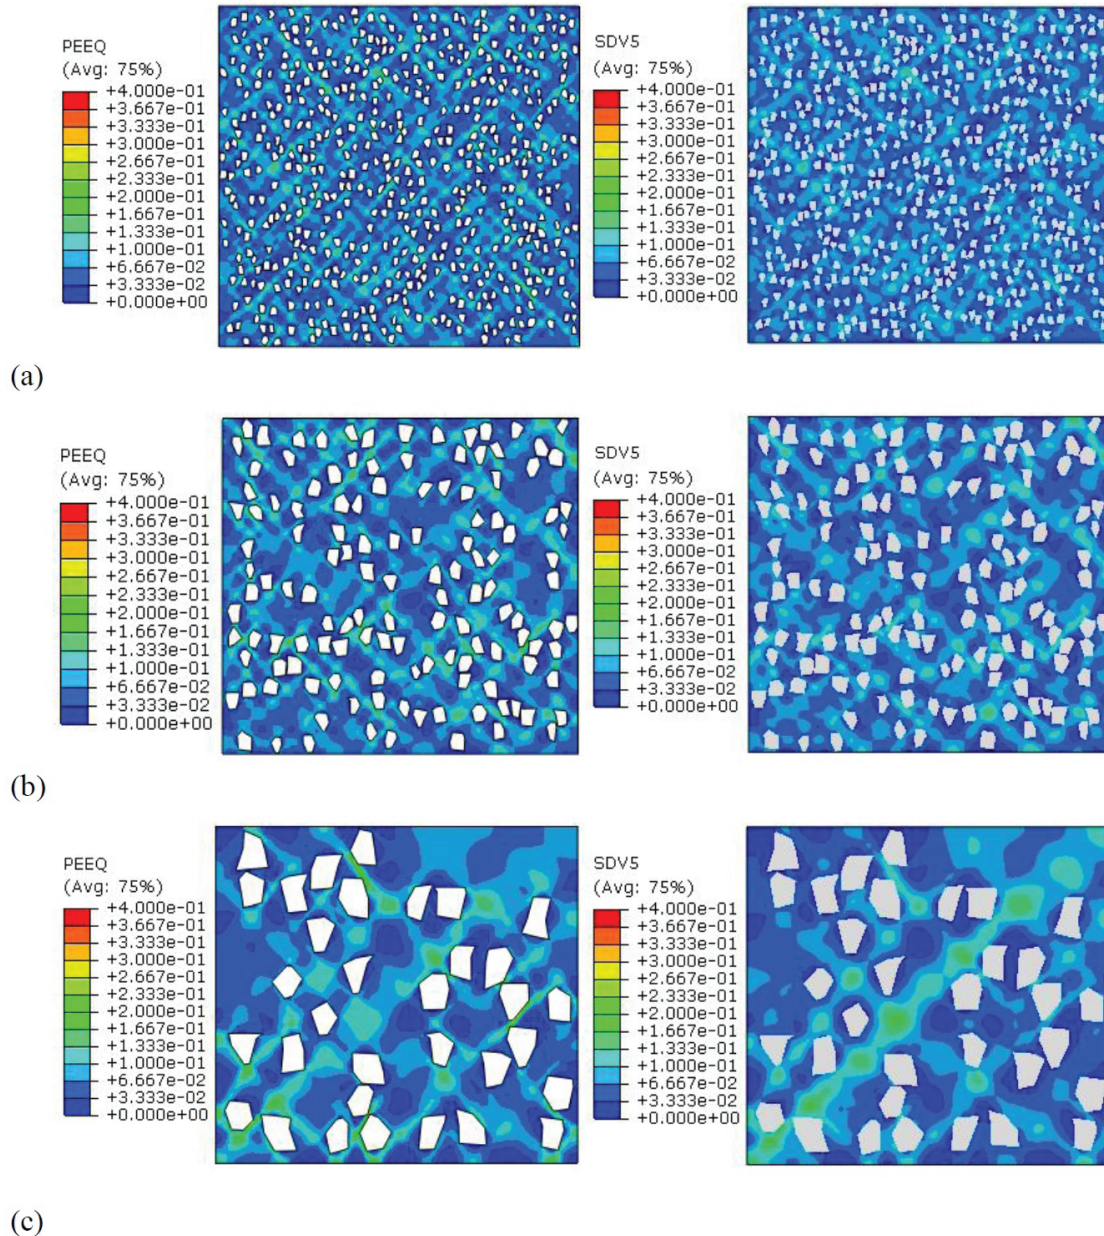 PEEQ
(Avg: 75%)
+4.000e-01
+3.667e-01
+3.333e-01
+3.000e-01
+2.667e-01
+2.333e-01
+2.000e-01
+1.667e-01
+1.333e-01
+1.000e-01
+6.667e-02
+3.333e-02
+0.000e+00
SDV5
(Avg: 75%)
+4.000e-01
+3.667e-01
+3.333e-01
+3.000e-01
+2.667e-01
+2.333e-01
+2.000e-01
+1.667e-01
+1.333e-01
+1.000e-01
+6.667e-02
+3.333e-02
+0.000e+00
(a)
PEEQ
(Avg: 75%)
+4.000e-01
+3.667e-01
+3.333e-01
+3.000e-01
+2.667e-01
+2.333e-01
+2.000e-01
+1.667e-01
+1.333e-01
+1.000e-01
+6.667e-02
+3.333e-02
+0.000e+00
SDV5
(Avg: 75%)
+4.000e-01
+3.667e-01
+3.333e-01
+3.000e-01
+2.667e-01
+2.333e-01
+2.000e-01
+1.667e-01
+1.333e-01
+1.000e-01
+6.667e-02
+3.333e-02
+0.000e+00
(b)
PEEQ
(Avg: 75%)
+4.000e-01
+3.667e-01
+3.333e-01
+3.000e-01
+2.667e-01
+2.333e-01
+2.000e-01
+1.667e-01
+1.333e-01
+1.000e-01
+6.667e-02
+3.333e-02
+0.000e+00
SDV5
(Avg: 75%)
+4.000e-01
+3.667e-01
+3.333e-01
+3.000e-01
+2.667e-01
+2.333e-01
+2.000e-01
+1.667e-01
+1.333e-01
+1.000e-01
+6.667e-02
+3.333e-02
+0.000e+00
(c)